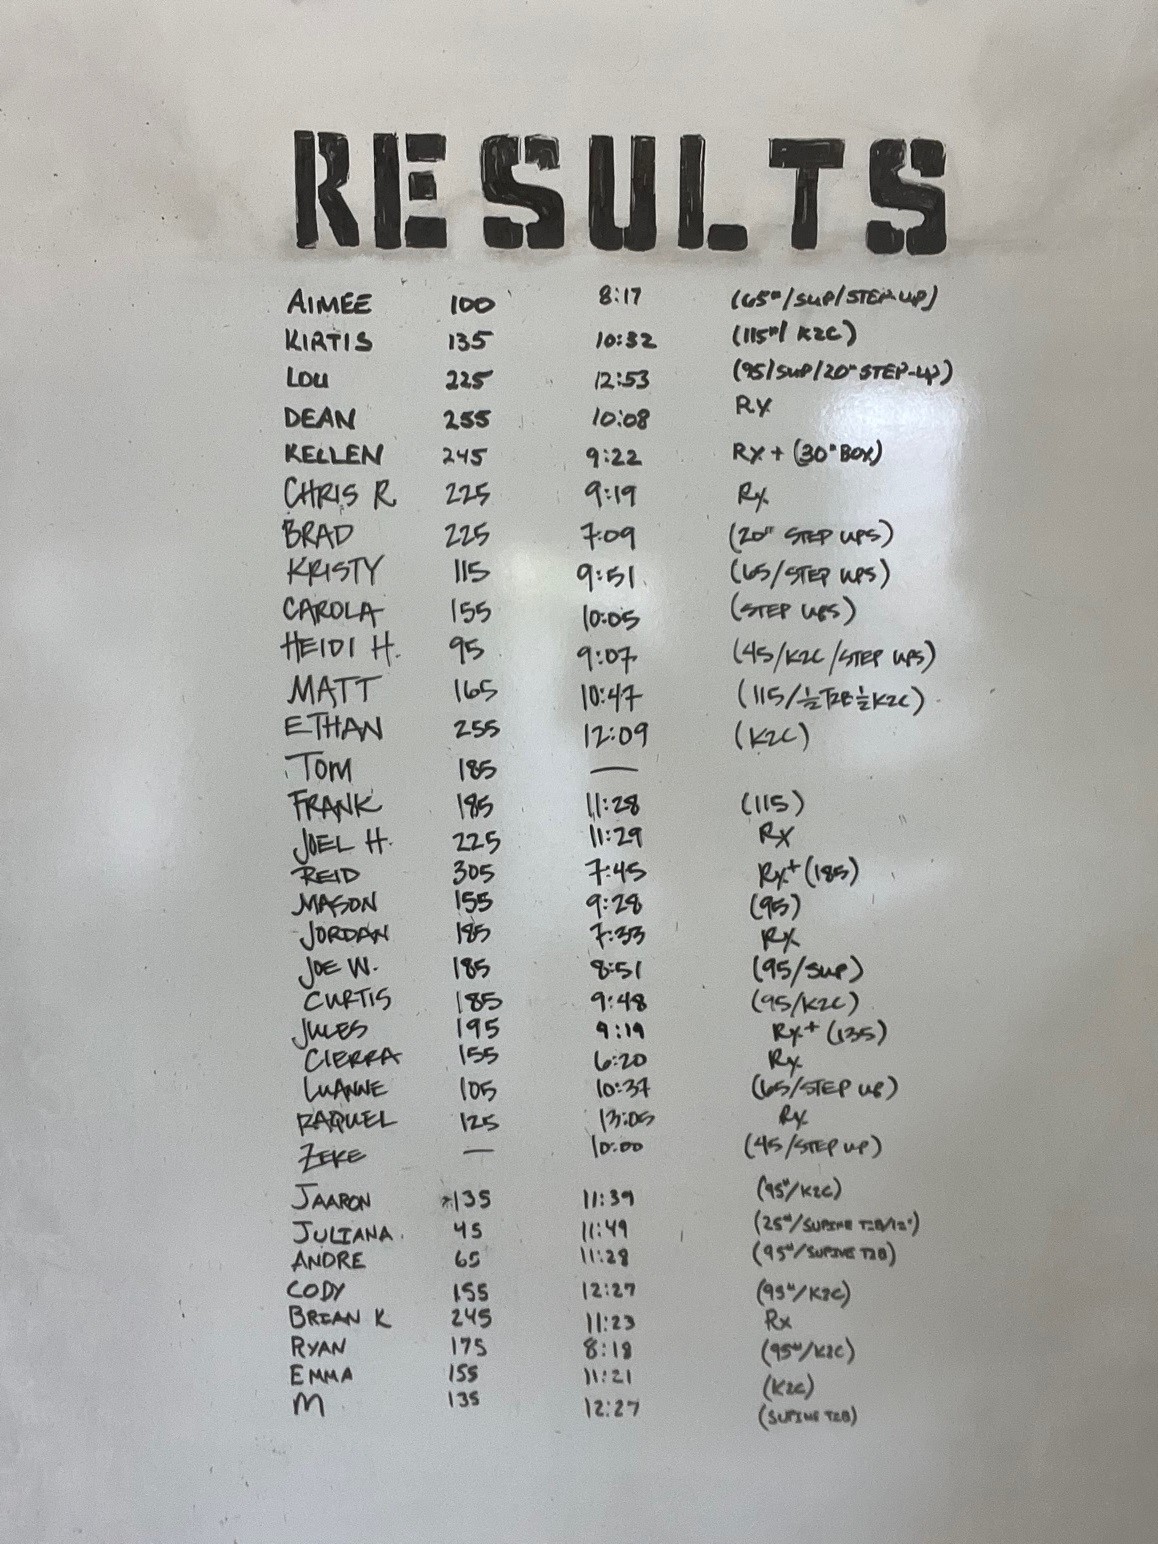 RESULTS
AIMEE 100 8:17 (65#/SUP/STEP UP)
KIRTIS 135 10:32 (115#/ K2C)
LOU 225 12:53 (95/SUP/20" STEP-UP)
DEAN 255 10:08 RX
KELLEN 245 9:22 RX + (30" BOX)
CHRIS R 225 9:19 RX
BRAD 225 7:09 (20" STEP UPS)
KRISTY 115 9:51 (65/STEP UPS)
CAROLA 155 10:05 (STEP UPS)
HEIDI H. 95 9:07 (45/K2C/STEP UPS)
MATT 165 10:47 (115/½T2B ½K2C)
ETHAN 255 12:09 (K2C)
TOM 185 —
FRANK 185 11:28 (115)
JOEL H. 225 11:29 RX
REID 305 7:45 RX+ (185)
MASON 155 9:28 (95)
JORDAN 185 7:33 RX
JOE W. 185 8:51 (95/SUP)
CURTIS 185 9:48 (95/K2C)
JULES 195 9:19 RX+ (135)
CIERRA 155 6:20 RX
LUANNE 105 10:37 (65/STEP UP)
RAQUEL 125 13:05 RX
ZEKE — 10:00 (45/STEP UP)
JAARON 135 11:39 (95#/K2C)
JULIANA 45 11:49 (25#/SUPINE T2B/12")
ANDRE 65 11:28 (95#/SUPINE T2B)
CODY 155 12:27 (95#/K2C)
BRIAN K 245 11:23 RX
RYAN 175 8:18 (95#/K2C)
EMMA 155 11:21 (K2C)
M 135 12:27 (SUPINE T2B)